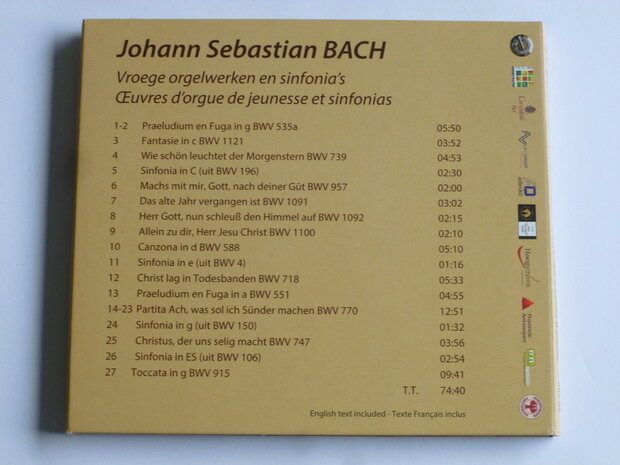 Johann Sebastian BACH
Vroege orgelwerken en sinfonia's
Œuvres d'orgue de jeunesse et sinfonias
1-2 Praeludium en Fuga in g BWV 535a 05:50
3 Fantasie in c BWV 1121 03:52
4 Wie schön leuchtet der Morgenstern BWV 739 04:53
5 Sinfonia in C (uit BWV 196) 02:30
6 Machs mit mir, Gott, nach deiner Güt BWV 957 02:00
7 Das alte Jahr vergangen ist BWV 1091 03:02
8 Herr Gott, nun schleuß den Himmel auf BWV 1092 02:15
9 Allein zu dir, Herr Jesu Christ BWV 1100 02:10
10 Canzona in d BWV 588 05:10
11 Sinfonia in e (uit BWV 4) 01:16
12 Christ lag in Todesbanden BWV 718 05:33
13 Praeludium en Fuga in a BWV 551 04:55
14-23 Partita Ach, was sol ich Sünder machen BWV 770 12:51
24 Sinfonia in g (uit BWV 150) 01:32
25 Christus, der uns selig macht BWV 747 03:56
26 Sinfonia in ES (uit BWV 106) 02:54
27 Toccata in g BWV 915 09:41
T.T. 74:40
English text included - Texte Français inclus
Hoogstraten
Provincie
Antwerpen